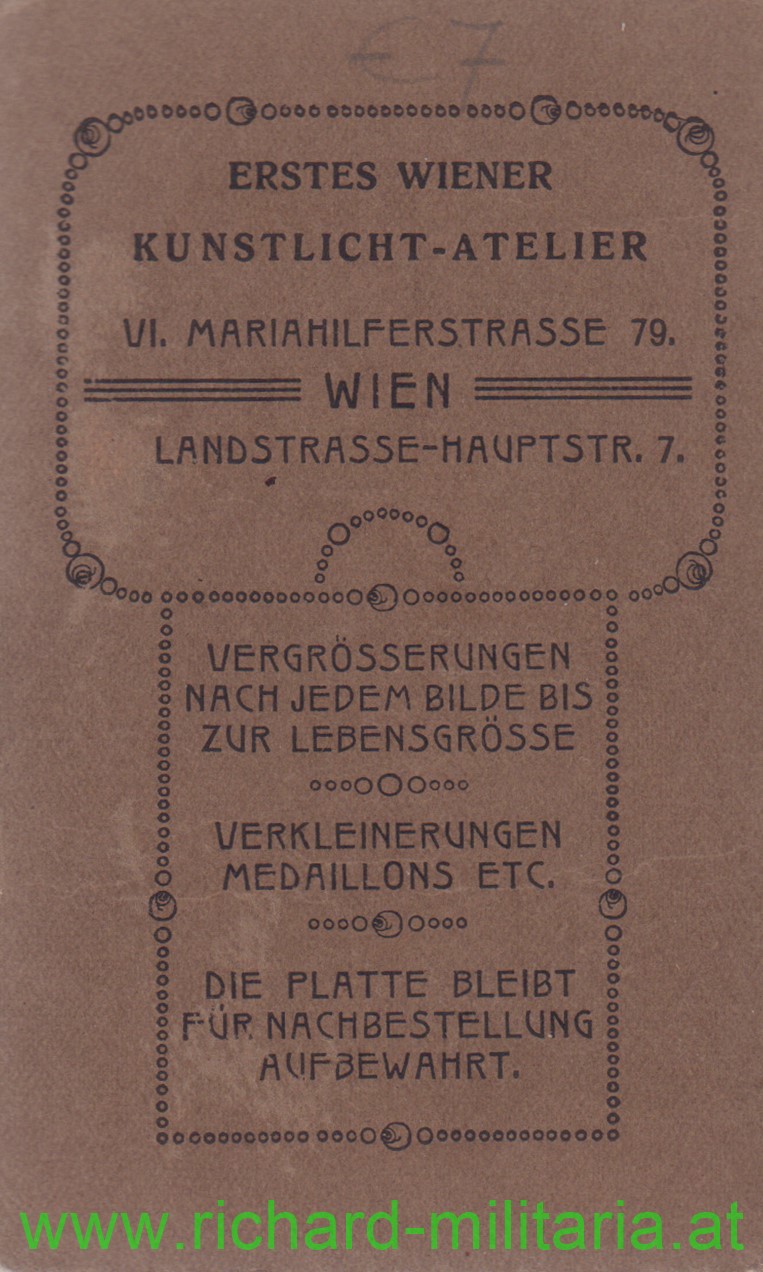 € 7
ERSTES WIENER
KUNSTLICHT-ATELIER
VI. MARIAHILFERSTRASSE 79.
WIEN
LANDSTRASSE-HAUPTSTR. 7.
VERGRÖSSERUNGEN
NACH JEDEM BILDE BIS
ZUR LEBENSGRÖSSE
VERKLEINERUNGEN
MEDAILLONS ETC.
DIE PLATTE BLEIBT
FÜR NACHBESTELLUNG
AUFBEWAHRT.
www.richard-militaria.at